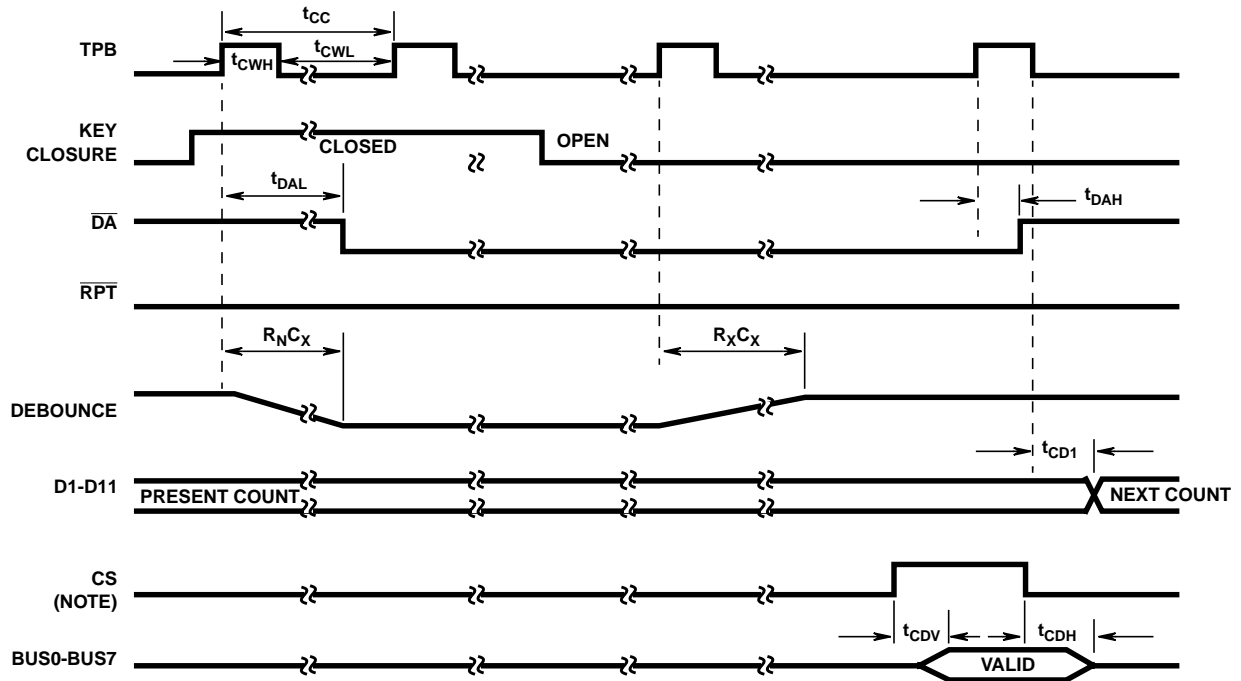 tCC
TPB
tCWH
tCWL
KEY
CLOSURE
CLOSED
OPEN
tDAL
tDAH
DA
RPT
RNCX
RXCX
DEBOUNCE
tCD1
D1-D11
PRESENT COUNT
NEXT COUNT
CS
(NOTE)
tCDV
tCDH
BUS0-BUS7
VALID